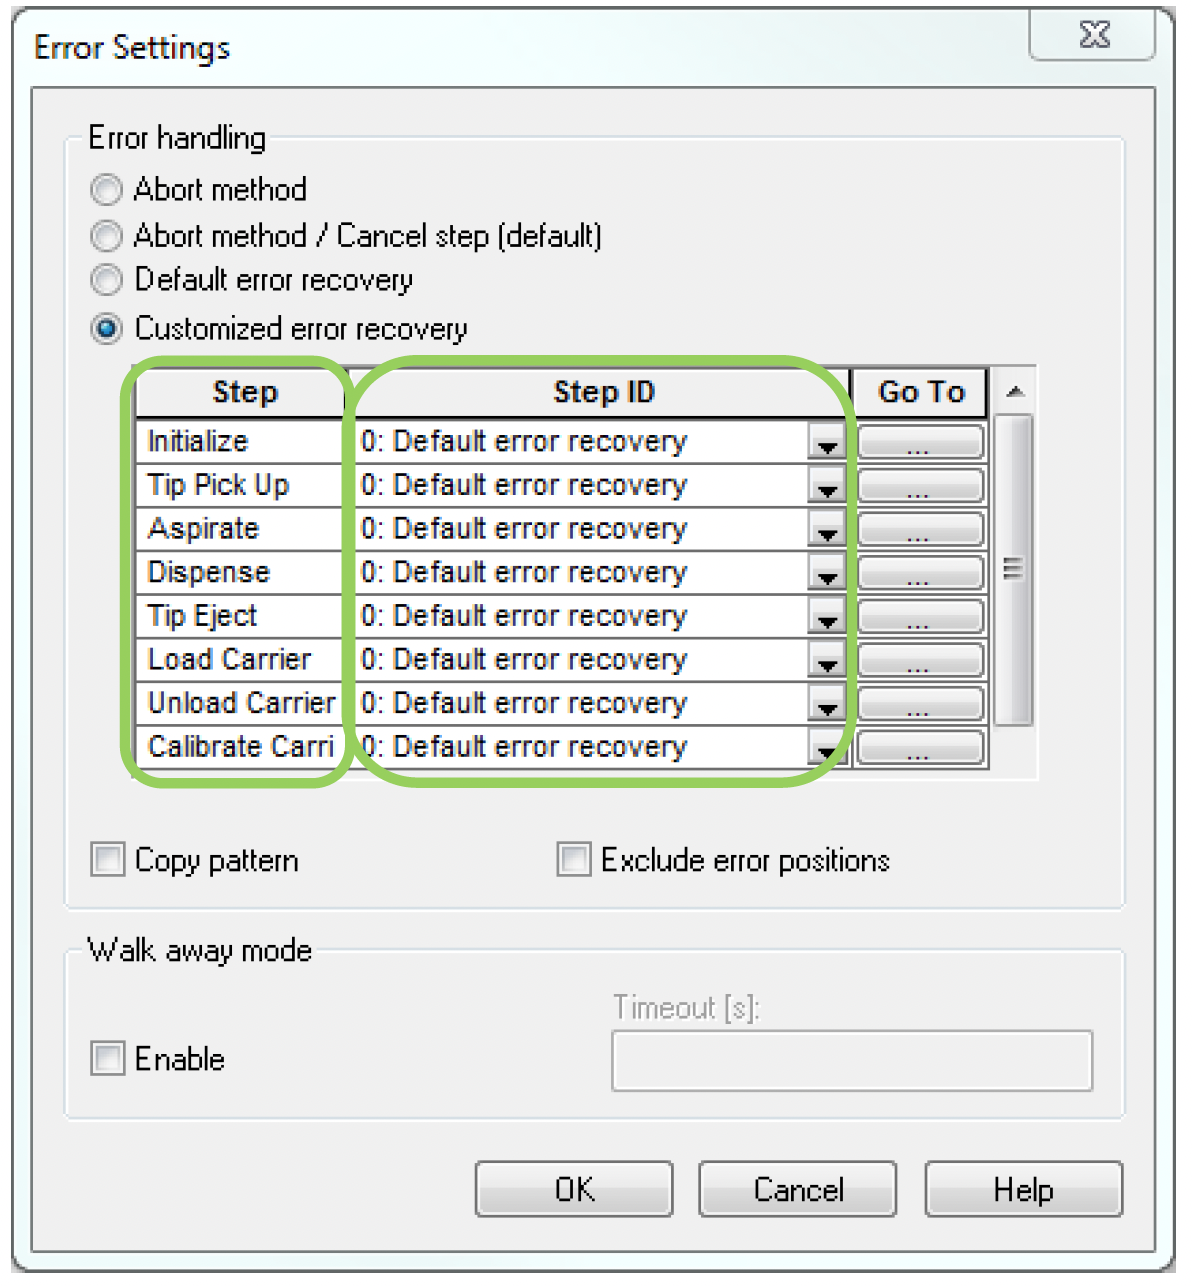 Error Settings
Error handling
Abort method
Abort method / Cancel step (default)
Default error recovery
Customized error recovery
Step Step ID Go To
Initialize 0: Default error recovery ...
Tip Pick Up 0: Default error recovery ...
Aspirate 0: Default error recovery ...
Dispense 0: Default error recovery ...
Tip Eject 0: Default error recovery ...
Load Carrier 0: Default error recovery ...
Unload Carrier 0: Default error recovery ...
Calibrate Carri 0: Default error recovery ...
Copy pattern Exclude error positions
Walk away mode
Timeout [s]:
Enable
OK Cancel Help